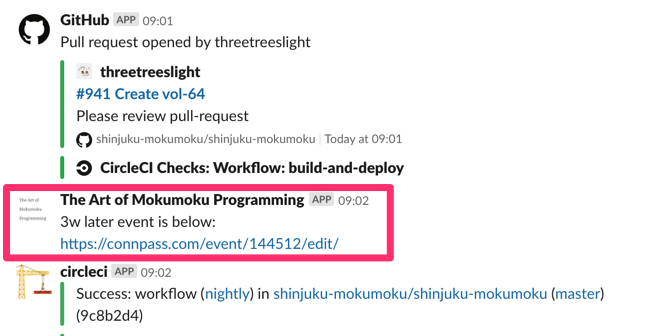 GitHub APP 09:01
Pull request opened by threetreeslight
threetreeslight
#941 Create vol-64
Please review pull-request
shinjuku-mokumoku/shinjuku-mokumoku | Today at 09:01
CircleCI Checks: Workflow: build-and-deploy
The Art of
Mokumoku
Programming
The Art of Mokumoku Programming APP 09:02
3w later event is below:
https://connpass.com/event/144512/edit/
circleci APP 09:02
Success: workflow (nightly) in shinjuku-mokumoku/shinjuku-mokumoku (master)
(9c8b2d4)